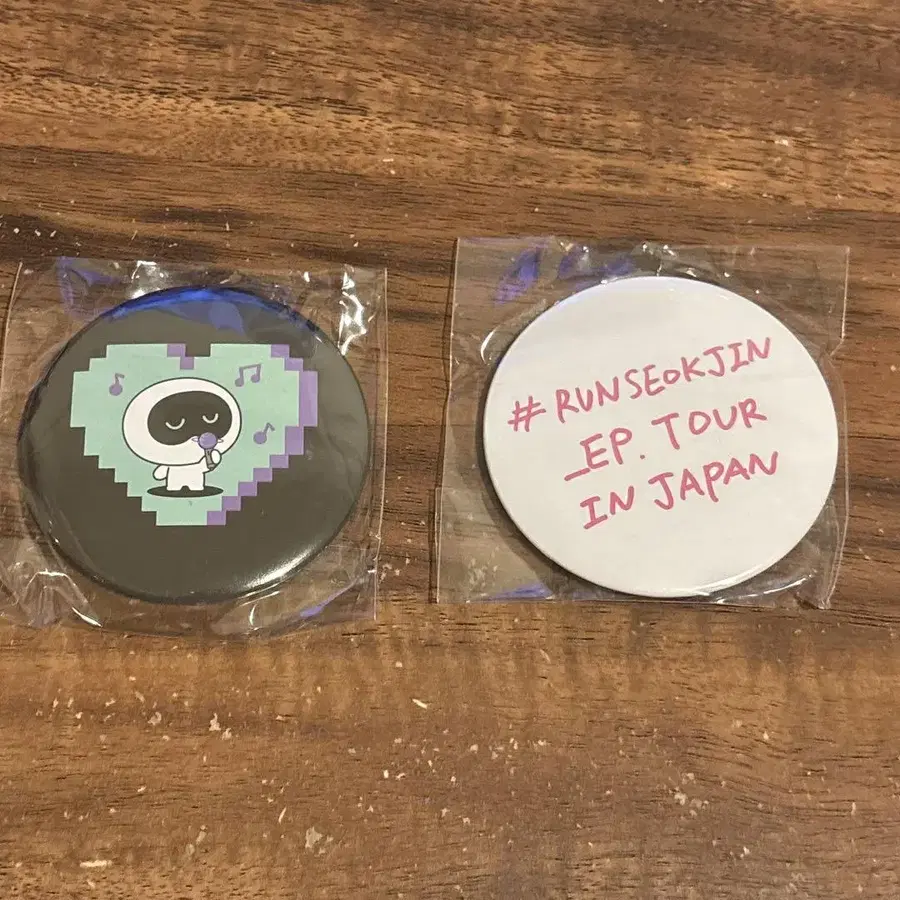 # RUNSEOKJIN
_EP. TOUR
IN JAPAN